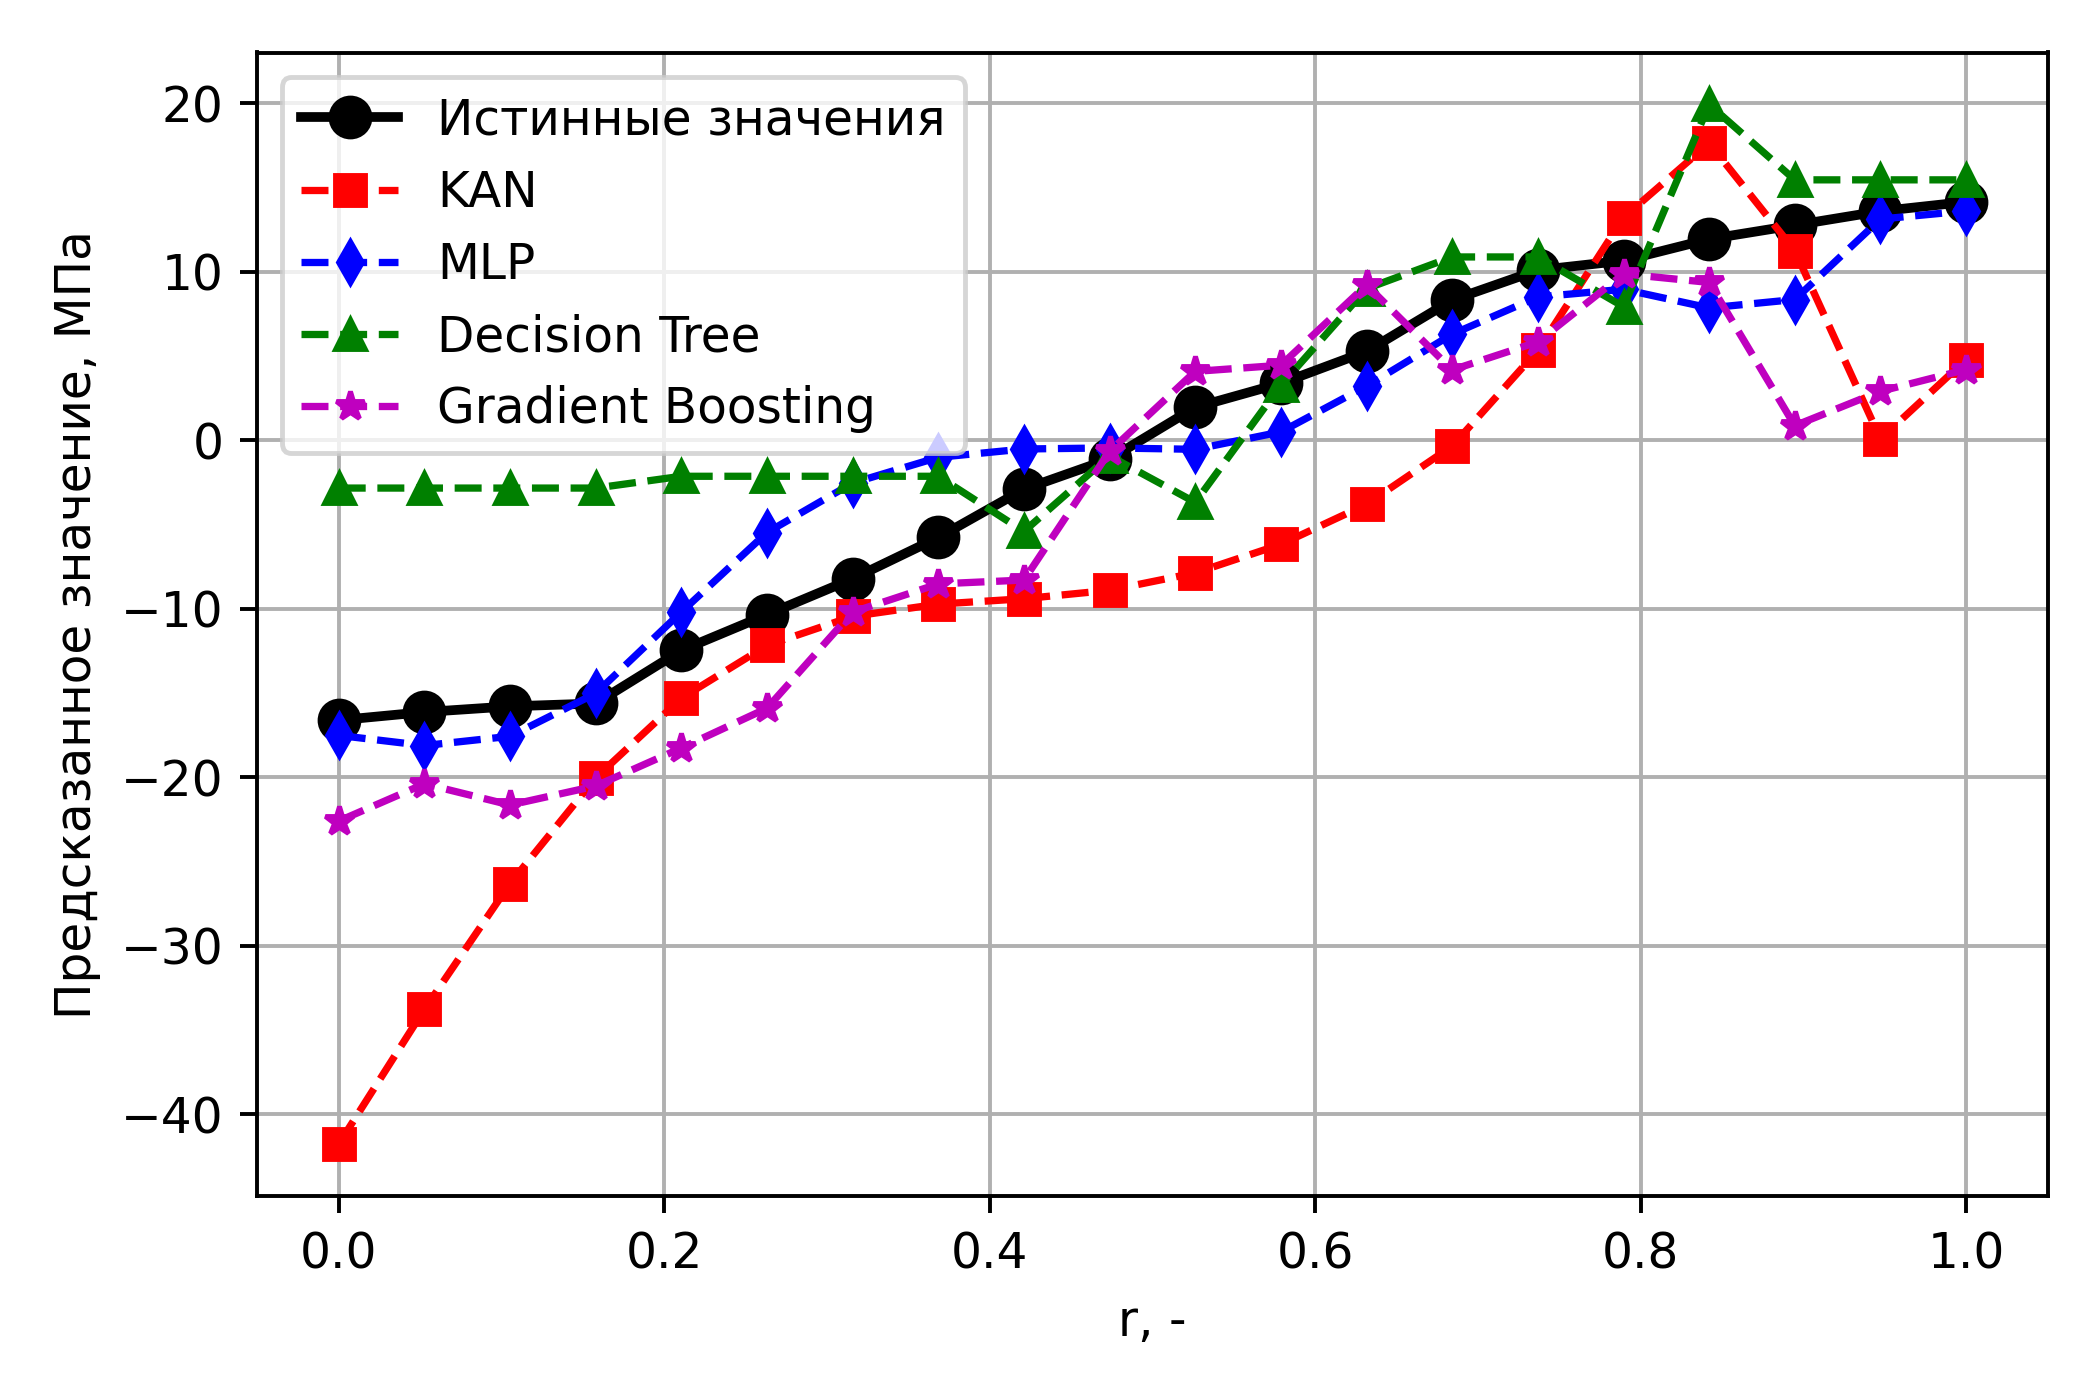 Истинные значения
KAN
MLP
Decision Tree
Gradient Boosting
20
10
0
−10
−20
−30
−40
Предсказанное значение, МПа
0.0 0.2 0.4 0.6 0.8 1.0
r, -